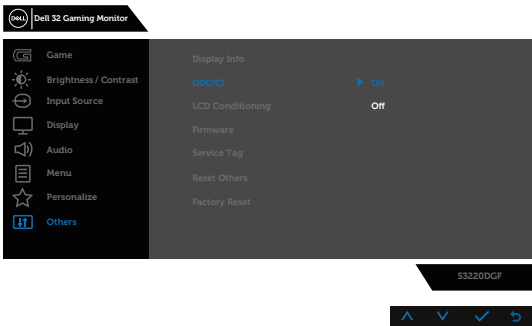 DELL
Dell 32 Gaming Monitor
Game
Brightness / Contrast
Input Source
Display
Audio
Menu
Personalize
Others
Display Info
DDC/CI
On
LCD Conditioning
Off
Firmware
Service Tag
Reset Others
Factory Reset
S3220DGF